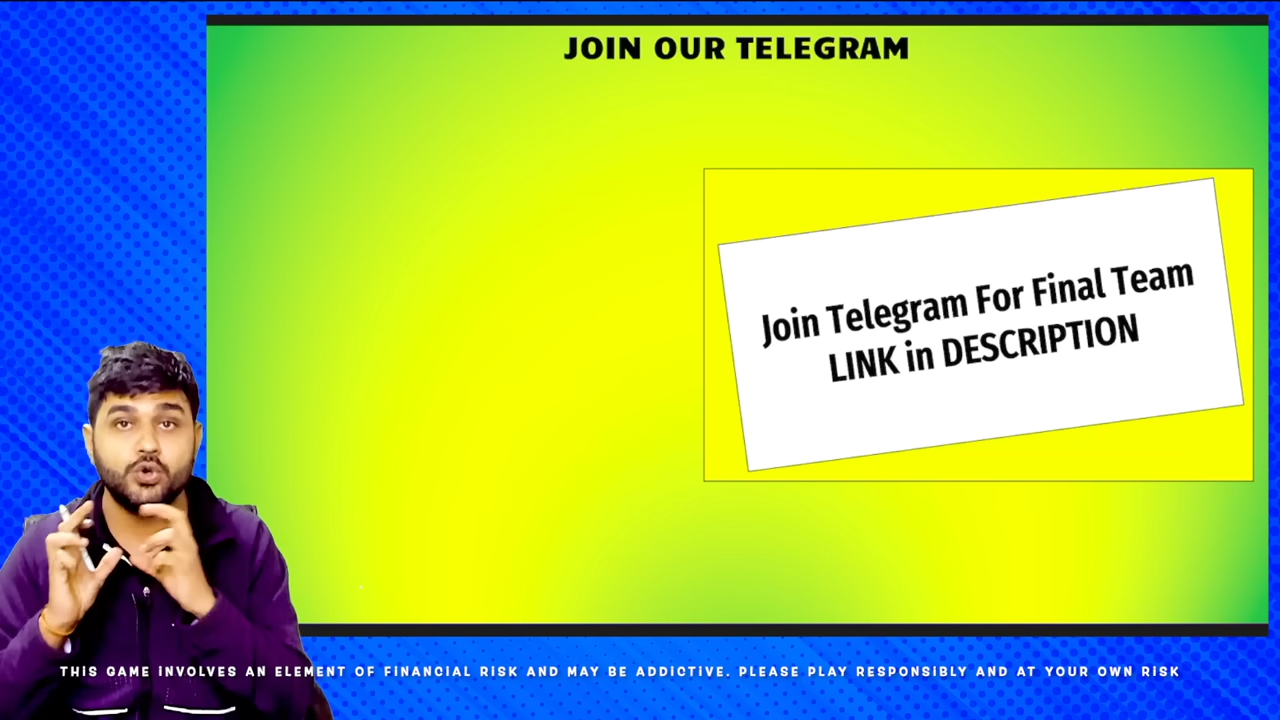 JOIN OUR TELEGRAM
Join Telegram For Final Team
LINK in DESCRIPTION
THIS GAME INVOLVES AN ELEMENT OF FINANCIAL RISK AND MAY BE ADDICTIVE. PLEASE PLAY RESPONSIBLY AND AT YOUR OWN RISK